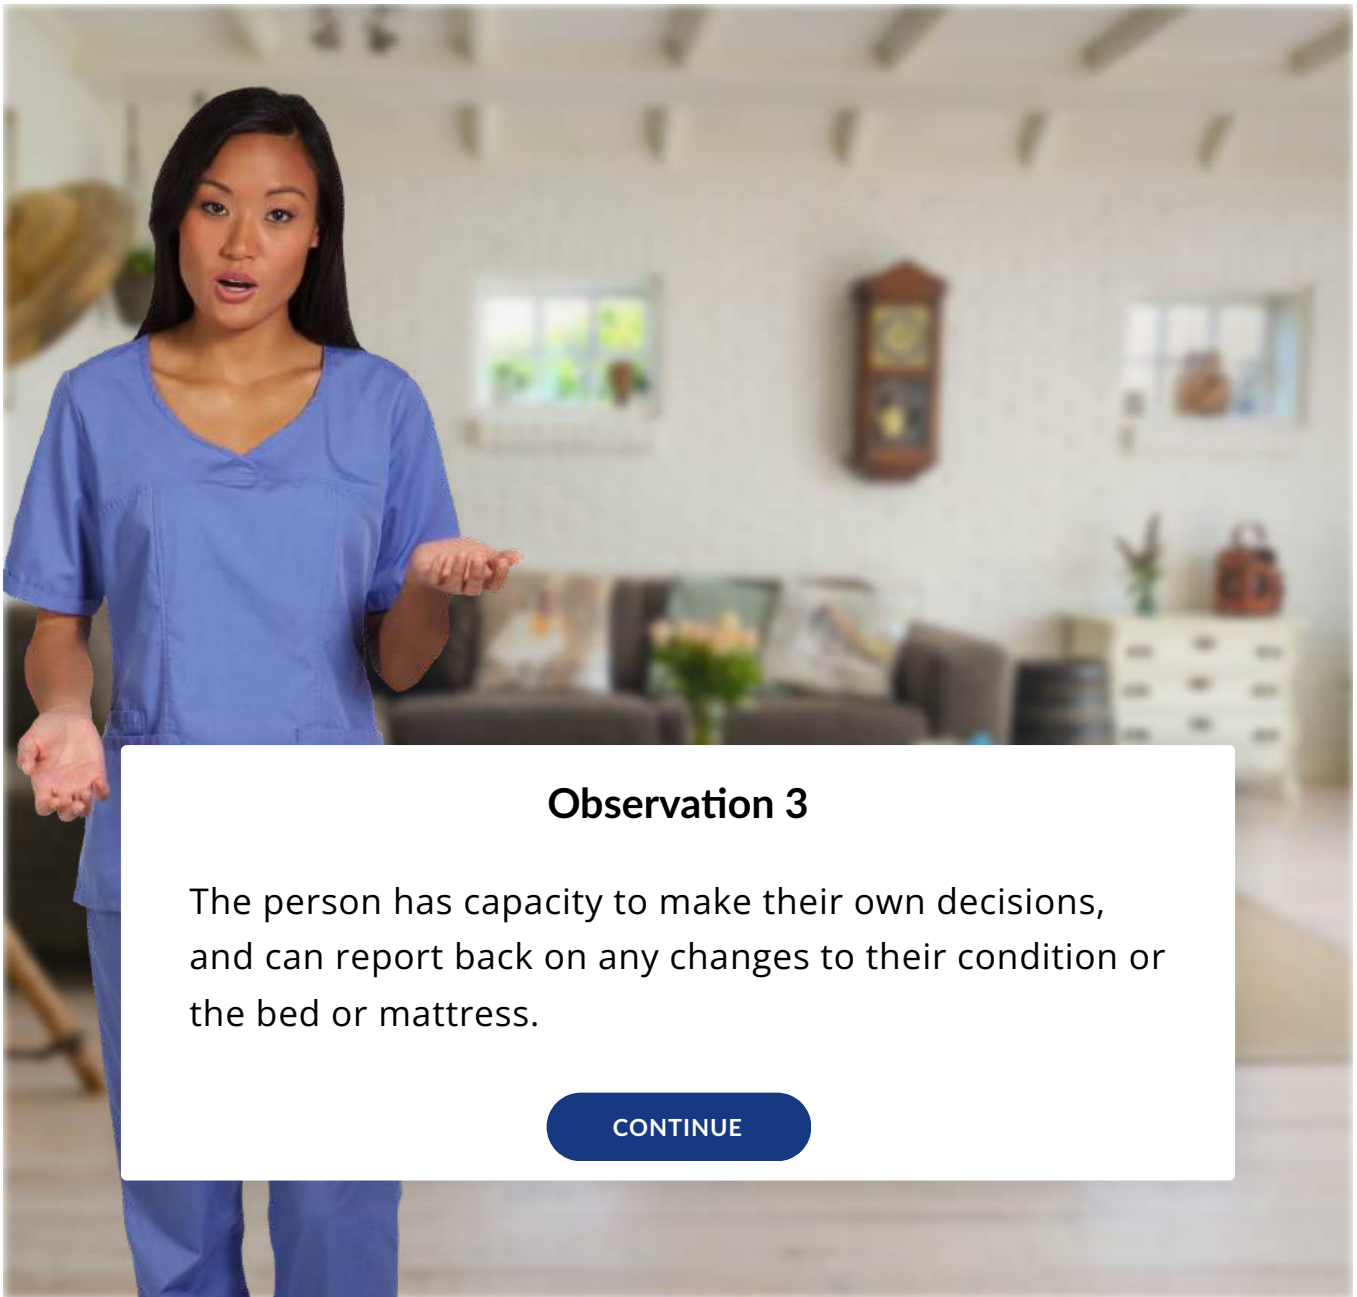 Observation 3
The person has capacity to make their own decisions,
and can report back on any changes to their condition or
the bed or mattress.
CONTINUE